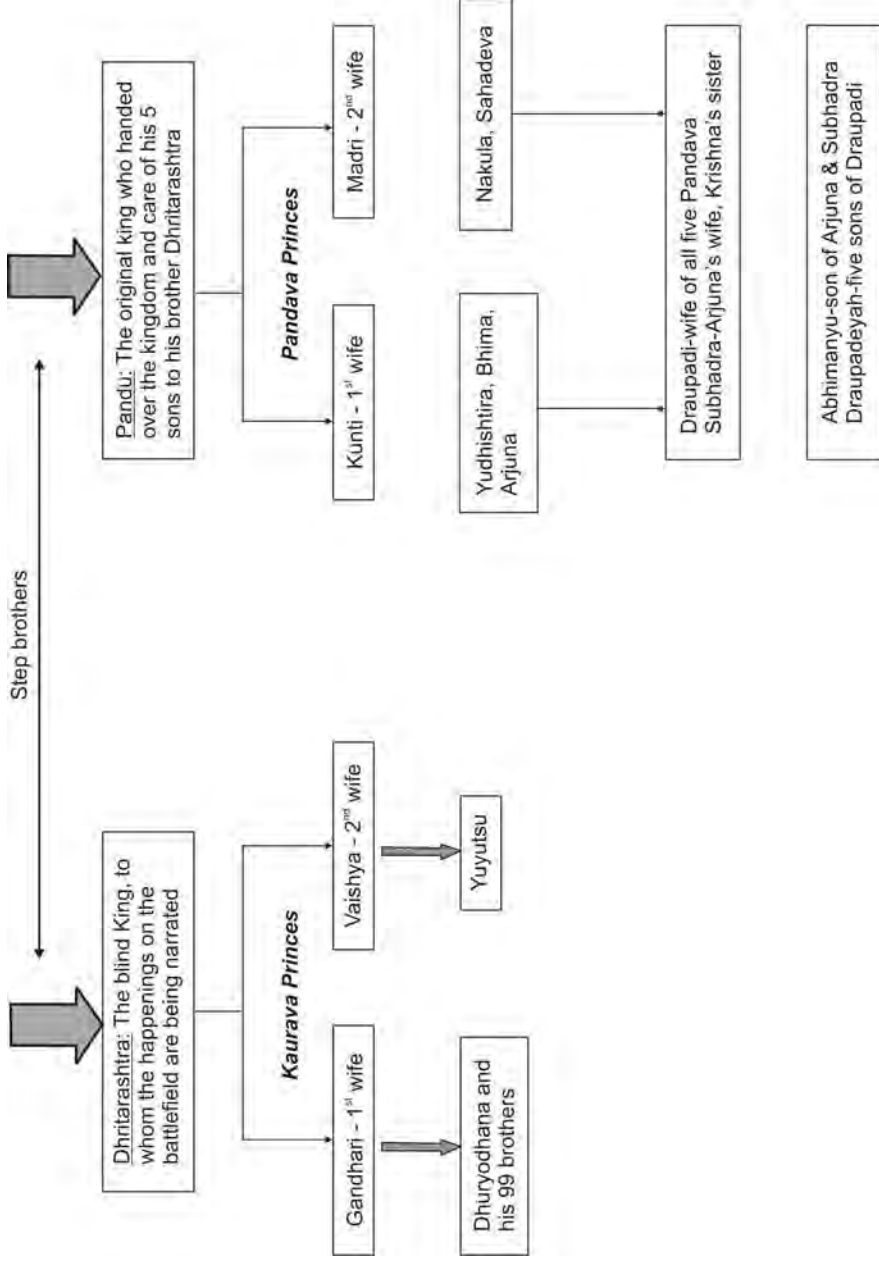 Step brothers
Dhritarashtra: The blind King, to
whom the happenings on the
battlefield are being narrated
Pandu: The original king who handed
over the kingdom and care of his 5
sons to his brother Dhritarashtra
Kaurava Princes
Pandava Princes
Gandhari - 1st wife
Vaishya - 2nd wife
Kunti - 1st wife
Madri - 2nd wife
Dhuryodhana and
his 99 brothers
Yuyutsu
Yudhishtira, Bhima,
Arjuna
Nakula, Sahadeva
Draupadi-wife of all five Pandava
Subhadra-Arjuna's wife, Krishna's sister
Abhimanyu-son of Arjuna & Subhadra
Draupadeyah-five sons of Draupadi